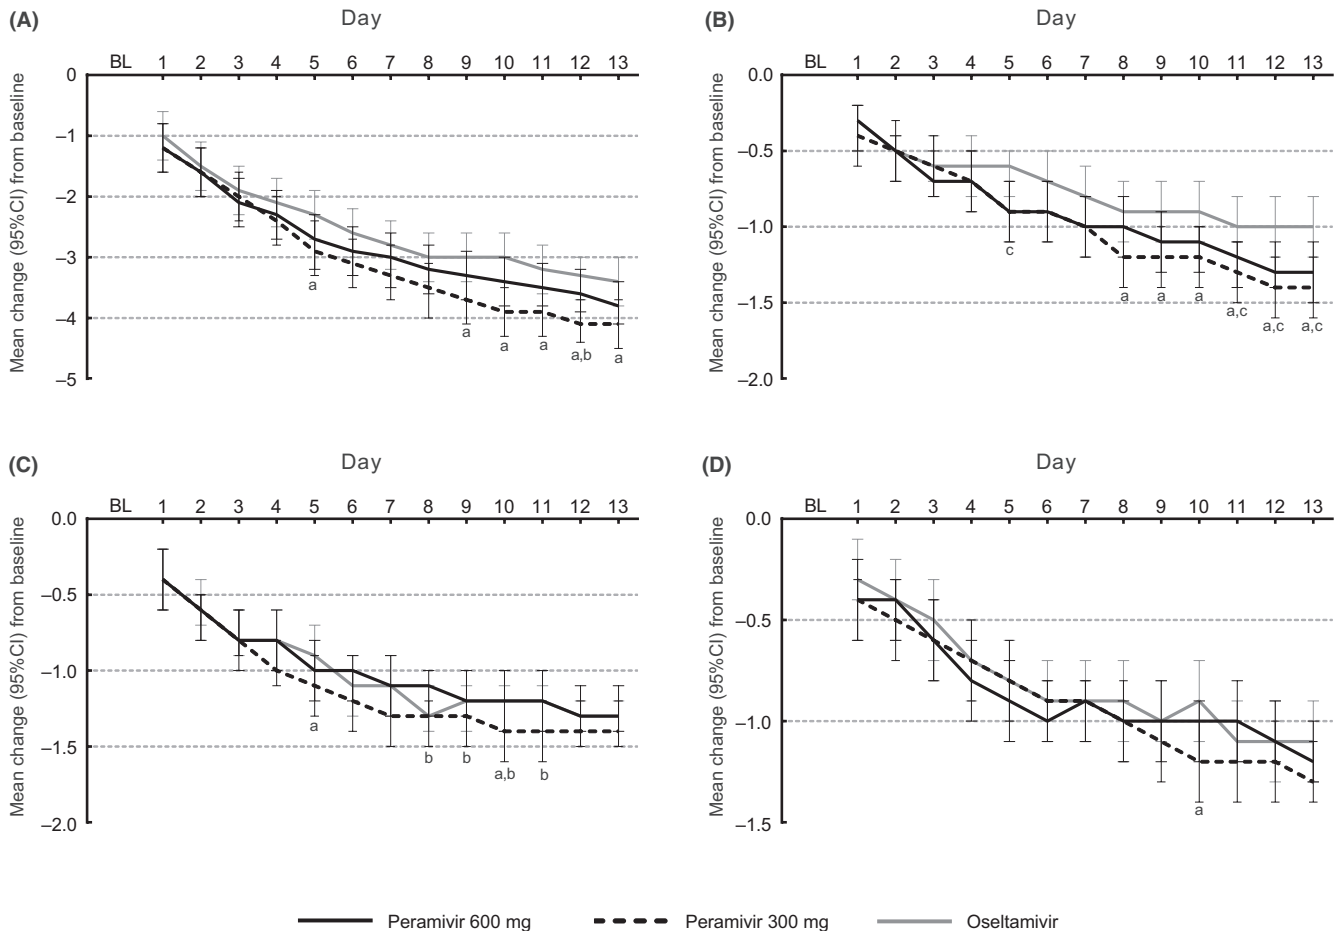 (A)
Day
BL 1 2 3 4 5 6 7 8 9 10 11 12 13
Mean change (95%CI) from baseline
0
–1
–2
–3
–4
–5
a
a
a
a
a,b
a
(B)
Day
BL 1 2 3 4 5 6 7 8 9 10 11 12 13
Mean change (95%CI) from baseline
0.0
–0.5
–1.0
–1.5
–2.0
c
a
a
a
a,c
a,c
a,c
(C)
Day
BL 1 2 3 4 5 6 7 8 9 10 11 12 13
Mean change (95%CI) from baseline
0.0
–0.5
–1.0
–1.5
–2.0
a
b
b
a,b
b
(D)
Day
BL 1 2 3 4 5 6 7 8 9 10 11 12 13
Mean change (95%CI) from baseline
0.0
–0.5
–1.0
–1.5
a
Peramivir 600 mg
Peramivir 300 mg
Oseltamivir